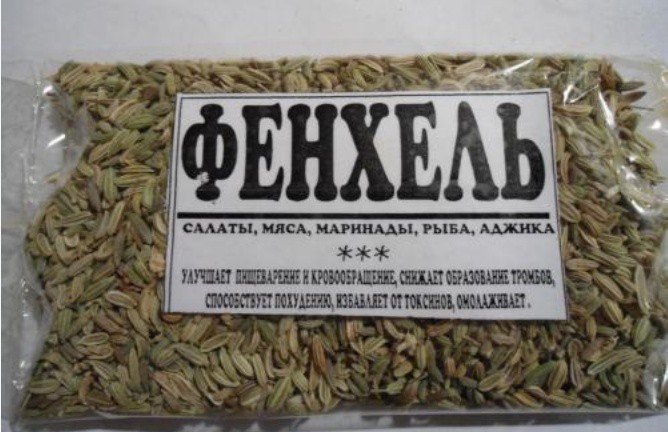 ФЕНХЕЛЬ
САЛАТЫ, МЯСА, МАРИНАДЫ, РЫБА, АДЖИКА
***
УЛУЧШАЕТ ПИЩЕВАРЕНИЕ И КРОВООБРАЩЕНИЕ, СНИЖАЕТ ОБРАЗОВАНИЕ ТРОМБОВ,
СПОСОБСТВУЕТ ПОХУДЕНИЮ, ИЗБАВЛЯЕТ ОТ ТОКСИНОВ, ОМОЛАЖИВАЕТ.